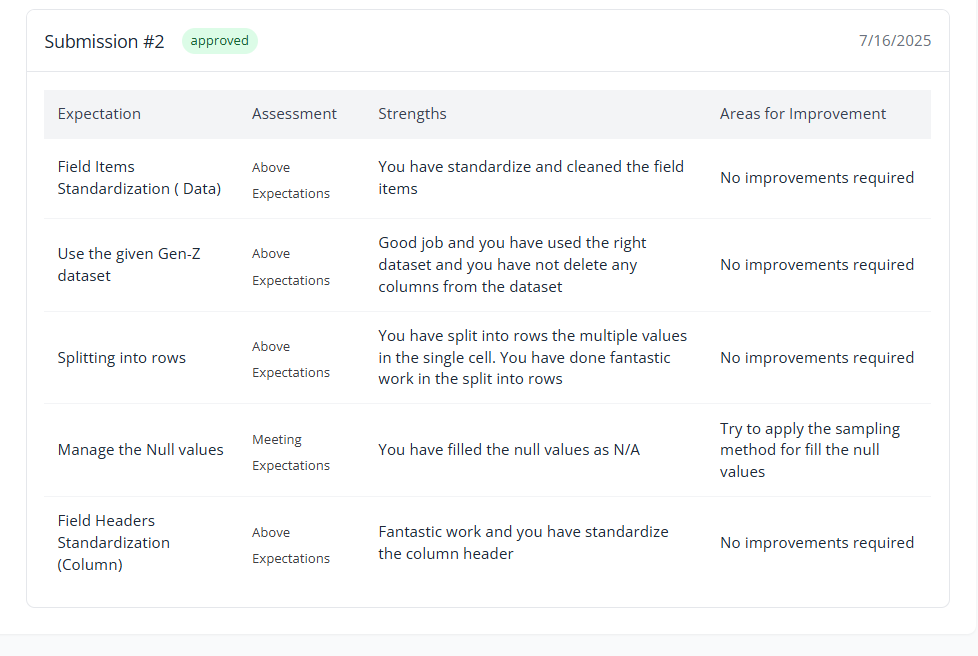 Submission #2 approved 7/16/2025
Expectation Assessment Strengths Areas for Improvement
Field Items
Standardization ( Data)
Above
Expectations
You have standardize and cleaned the field
items
No improvements required
Use the given Gen-Z
dataset
Above
Expectations
Good job and you have used the right
dataset and you have not delete any
columns from the dataset
No improvements required
Splitting into rows
Above
Expectations
You have split into rows the multiple values
in the single cell. You have done fantastic
work in the split into rows
No improvements required
Manage the Null values
Meeting
Expectations
You have filled the null values as N/A
Try to apply the sampling
method for fill the null
values
Field Headers
Standardization
(Column)
Above
Expectations
Fantastic work and you have standardize
the column header
No improvements required